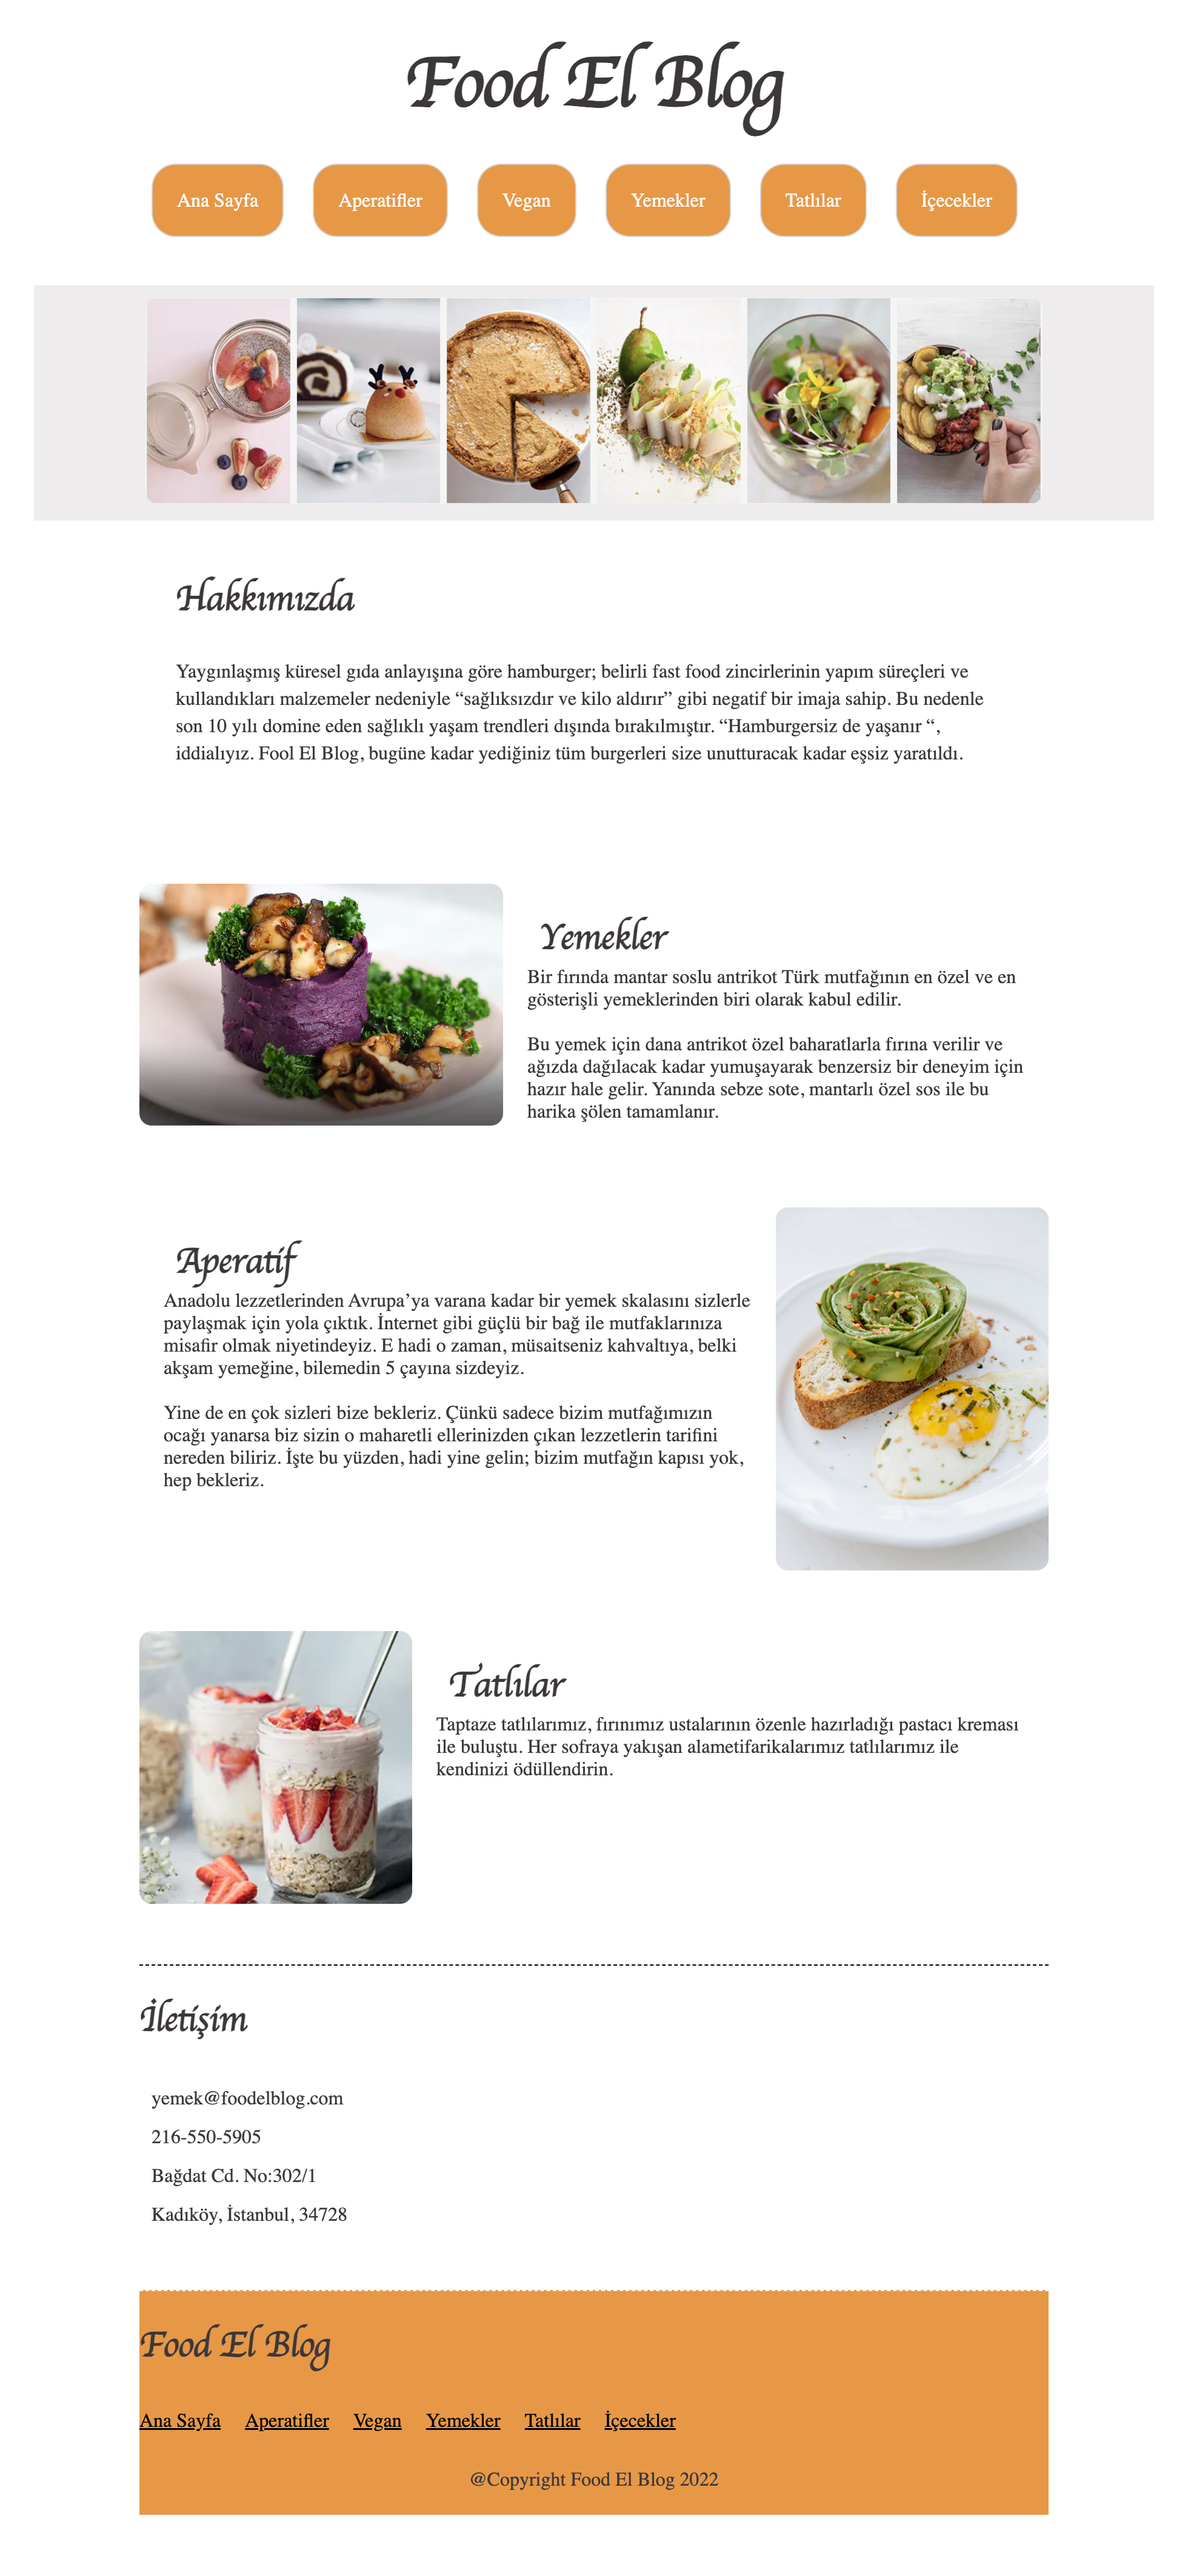 Food El Blog
Ana Sayfa Aperatifler Vegan Yemekler Tatlılar İçecekler
Hakkımızda
Yaygınlaşmış küresel gıda anlayışına göre hamburger; belirli fast food zincirlerinin yapım süreçleri ve
kullandıkları malzemeler nedeniyle “sağlıksızdır ve kilo aldırır” gibi negatif bir imaja sahip. Bu nedenle
son 10 yılı domine eden sağlıklı yaşam trendleri dışında bırakılmıştır. “Hamburgersiz de yaşanır “,
iddialıyız. Fool El Blog, bugüne kadar yediğiniz tüm burgerleri size unutturacak kadar eşsiz yaratıldı.
Yemekler
Bir fırında mantar soslu antrikot Türk mutfağının en özel ve en
gösterişli yemeklerinden biri olarak kabul edilir.
Bu yemek için dana antrikot özel baharatlarla fırına verilir ve
ağızda dağılacak kadar yumuşayarak benzersiz bir deneyim için
hazır hale gelir. Yanında sebze sote, mantarlı özel sos ile bu
harika şölen tamamlanır.
Aperatif
Anadolu lezzetlerinden Avrupa’ya varana kadar bir yemek skalasını sizlerle
paylaşmak için yola çıktık. İnternet gibi güçlü bir bağ ile mutfaklarınıza
misafir olmak niyetindeyiz. E hadi o zaman, müsaitseniz kahvaltıya, belki
akşam yemeğine, bilemedin 5 çayına sizdeyiz.
Yine de en çok sizleri bize bekleriz. Çünkü sadece bizim mutfağımızın
ocağı yanarsa biz sizin o maharetli ellerinizden çıkan lezzetlerin tarifini
nereden biliriz. İşte bu yüzden, hadi yine gelin; bizim mutfağın kapısı yok,
hep bekleriz.
Tatlılar
Taptaze tatlılarımız, fırınımız ustalarının özenle hazırladığı pastacı kreması
ile buluştu. Her sofraya yakışan alametifarikalarımız tatlılarımız ile
kendinizi ödüllendirin.
İletişim
yemek@foodelblog.com
216-550-5905
Bağdat Cd. No:302/1
Kadıköy, İstanbul, 34728
Food El Blog
Ana Sayfa Aperatifler Vegan Yemekler Tatlılar İçecekler
@Copyright Food El Blog 2022